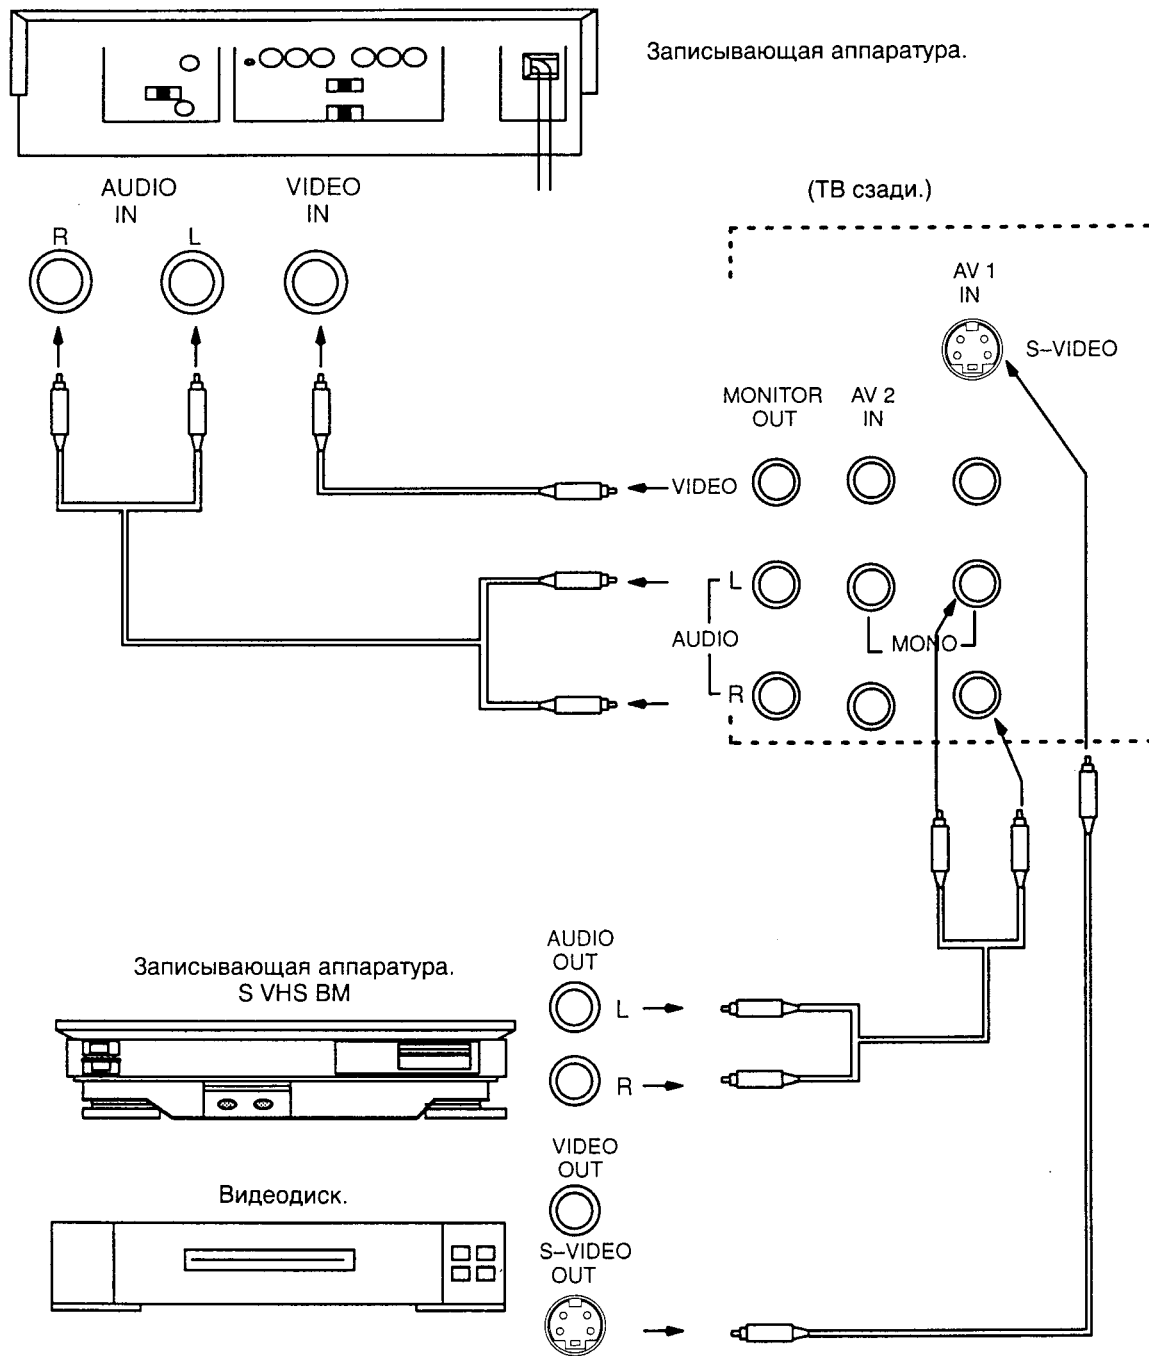 Записывающая аппаратура.
AUDIO
IN
VIDEO
IN
R
L
(ТВ сзади.)
AV 1
IN
S–VIDEO
MONITOR
OUT
AV 2
IN
VIDEO
L
AUDIO
MONO
R
AUDIO
OUT
Записывающая аппаратура.
S VHS ВМ
L
R
VIDEO
OUT
Видеодиск.
S–VIDEO
OUT